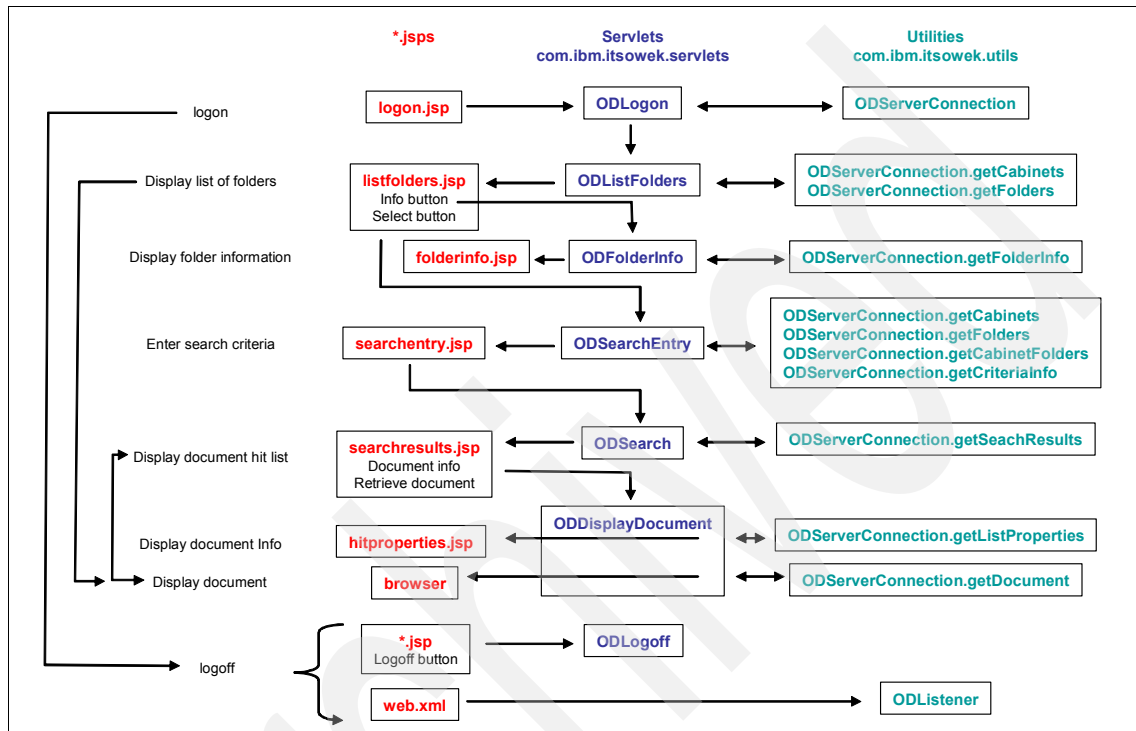 *.jsps
Servlets
com.ibm.itsowek.servlets
Utilities
com.ibm.itsowek.utils
logon
logon.jsp
ODLogon
ODServerConnection
Display list of folders
listfolders.jsp
Info button
Select button
ODListFolders
ODServerConnection.getCabinets
ODServerConnection.getFolders
Display folder information
folderinfo.jsp
ODFolderInfo
ODServerConnection.getFolderInfo
Enter search criteria
searchentry.jsp
ODSearchEntry
ODServerConnection.getCabinets
ODServerConnection.getFolders
ODServerConnection.getCabinetFolders
ODServerConnection.getCriteriaInfo
Display document hit list
searchresults.jsp
Document info
Retrieve document
ODSearch
ODServerConnection.getSeachResults
ODDisplayDocument
Display document Info
hitproperties.jsp
ODServerConnection.getListProperties
Display document
browser
ODServerConnection.getDocument
logoff
*.jsp
Logoff button
ODLogoff
web.xml
ODListener